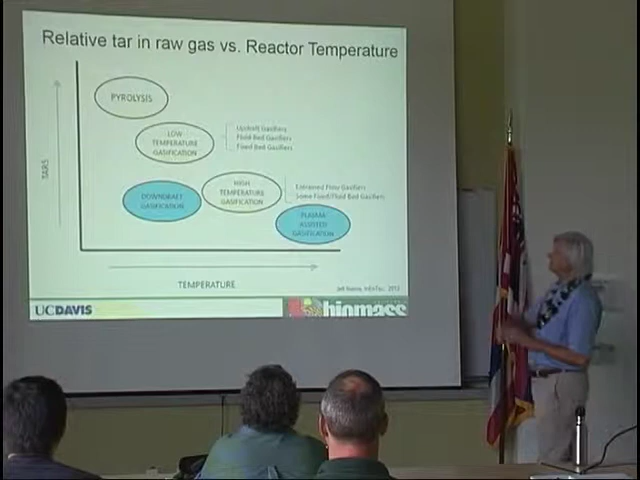 Relative tar in raw gas vs. Reactor Temperature
PYROLYSIS
LOW
TEMPERATURE
GASIFICATION
Updraft Gasifiers
Fluid Bed Gasifiers
Fixed Bed Gasifiers
TARS
DOWNDRAFT
GASIFICATION
HIGH
TEMPERATURE
GASIFICATION
Entrained Flow Gasifiers
Some Fixed/Fluid Bed Gasifiers
PLASMA
ASSISTED
GASIFICATION
TEMPERATURE
2012
UCDAVIS
biomass